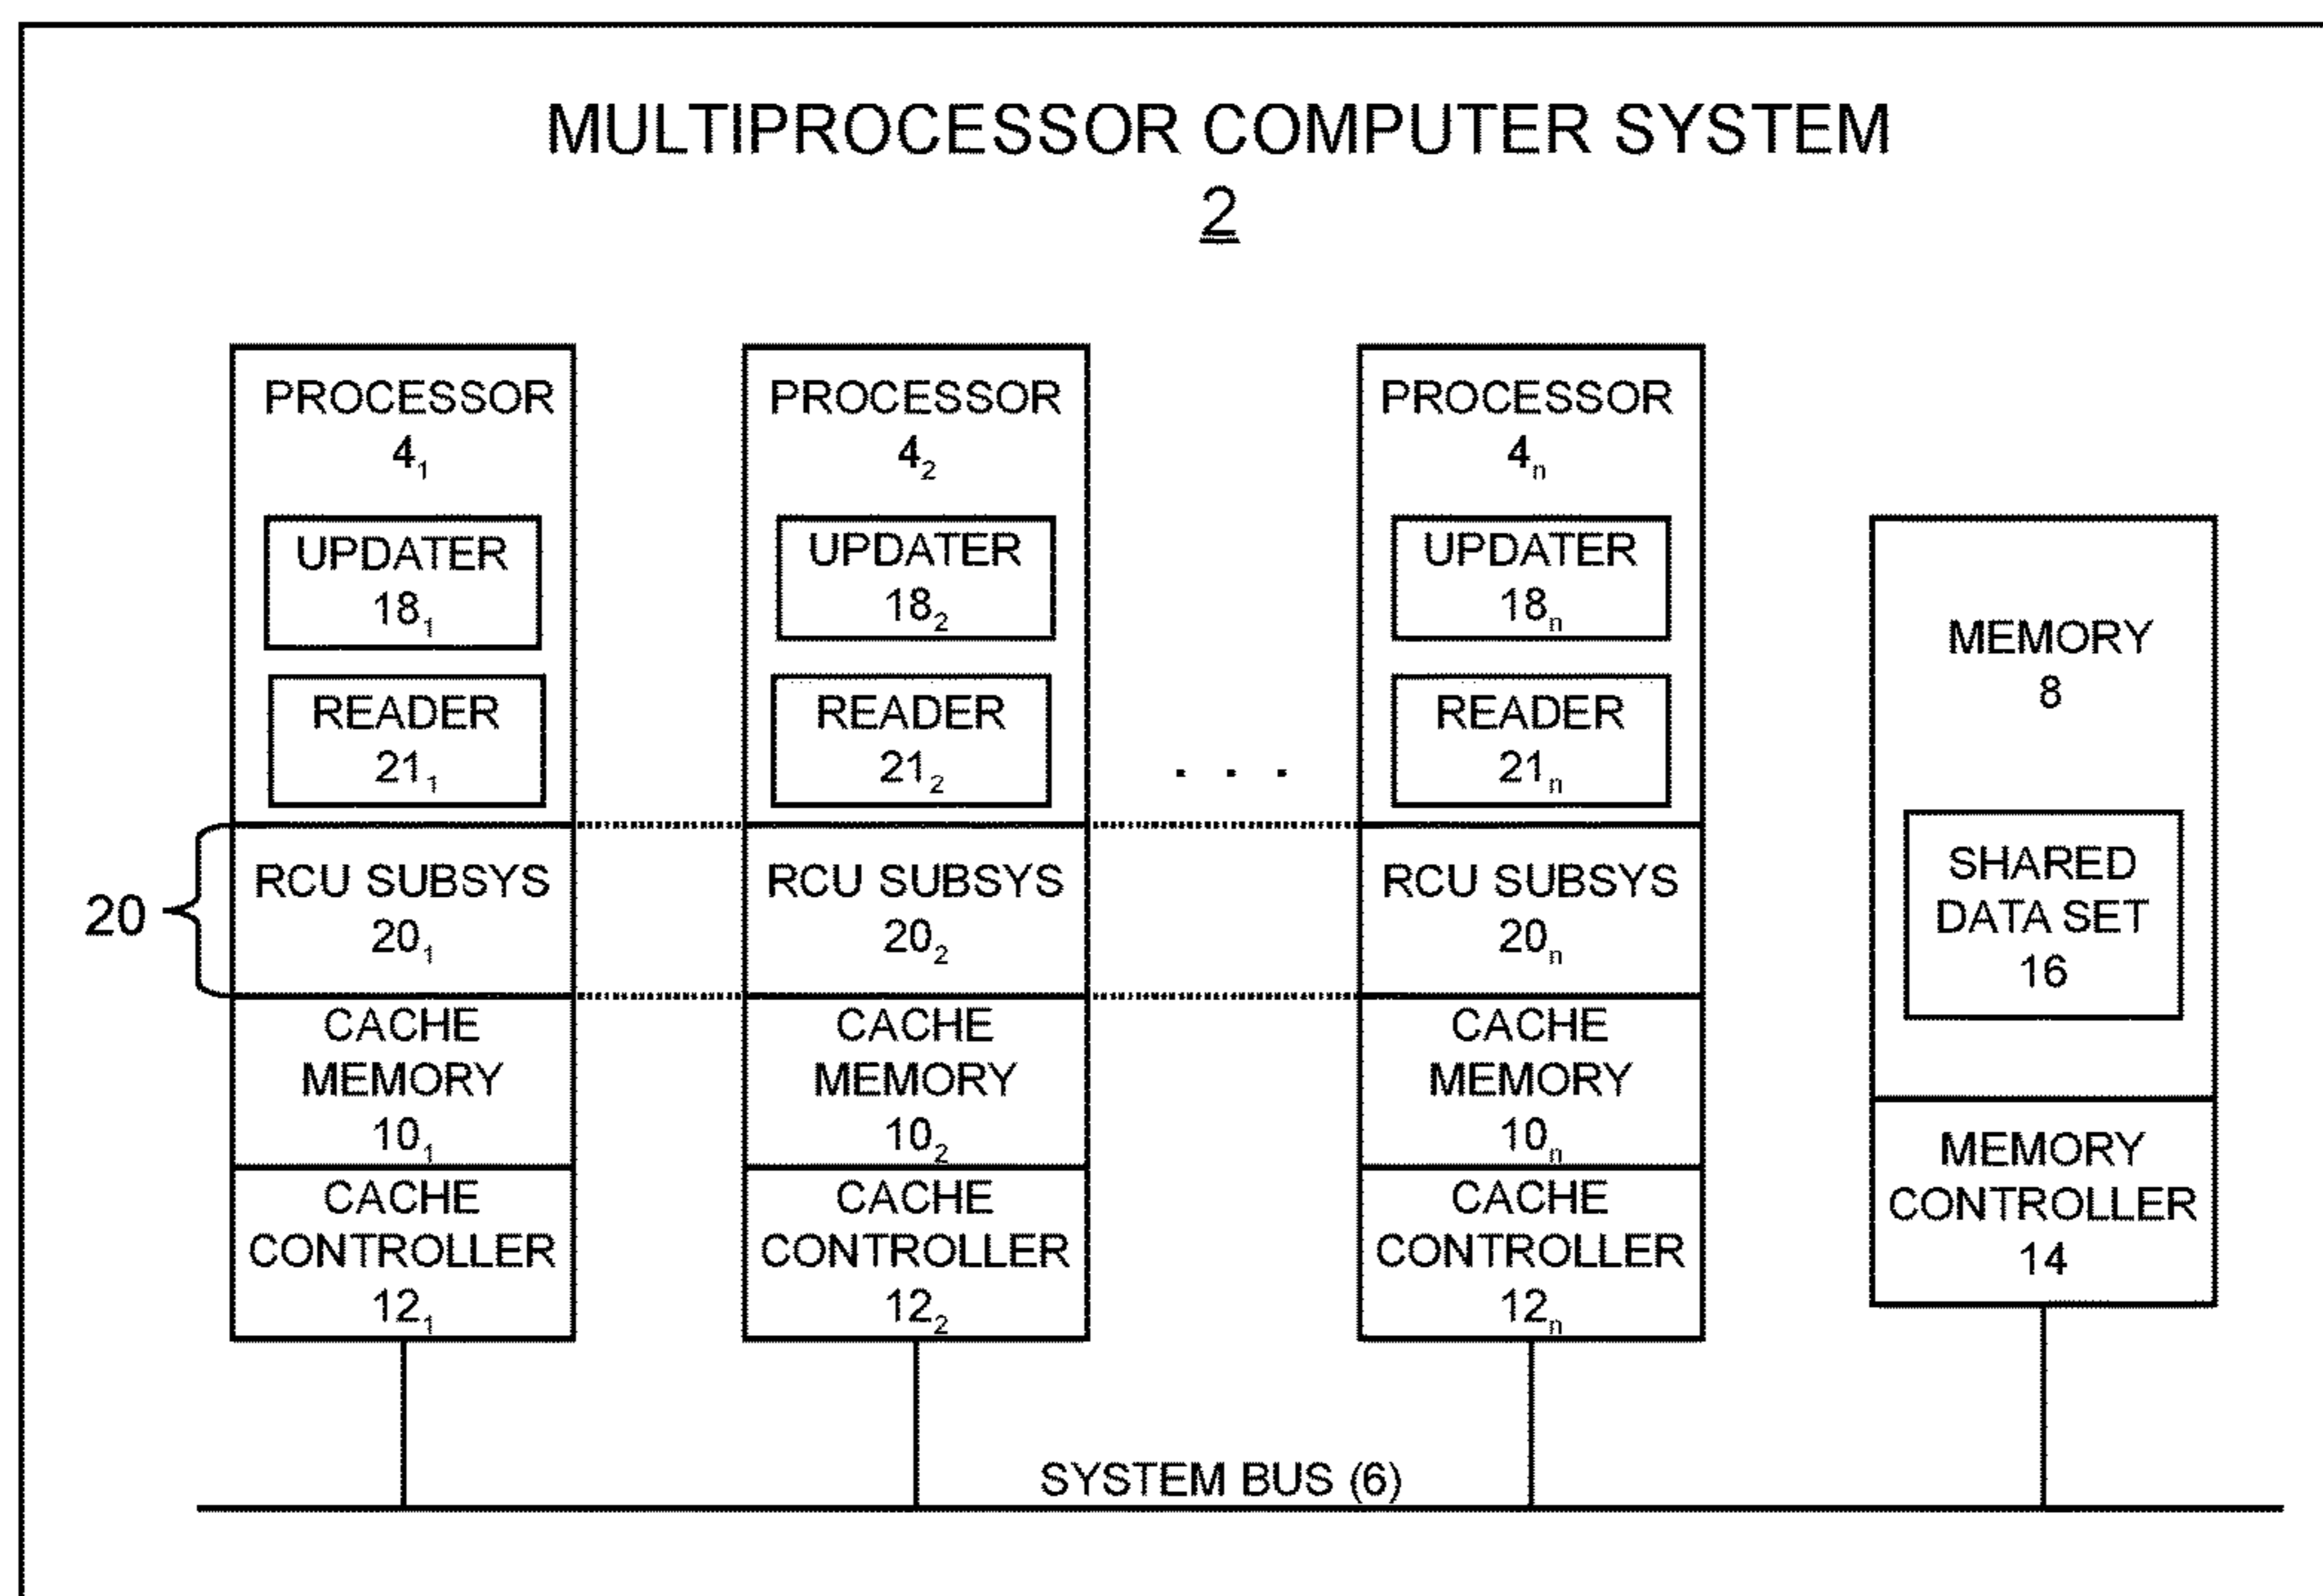 MULTIPROCESSOR COMPUTER SYSTEM
2
PROCESSOR
4₁
UPDATER
18₁
READER
21₁
RCU SUBSYS
20₁
CACHE
MEMORY
10₁
CACHE
CONTROLLER
12₁
20
PROCESSOR
4₂
UPDATER
18₂
READER
21₂
RCU SUBSYS
20₂
CACHE
MEMORY
10₂
CACHE
CONTROLLER
12₂
. . .
PROCESSOR
4ₙ
UPDATER
18ₙ
READER
21ₙ
RCU SUBSYS
20ₙ
CACHE
MEMORY
10ₙ
CACHE
CONTROLLER
12ₙ
MEMORY
8
SHARED
DATA SET
16
MEMORY
CONTROLLER
14
SYSTEM BUS (6)